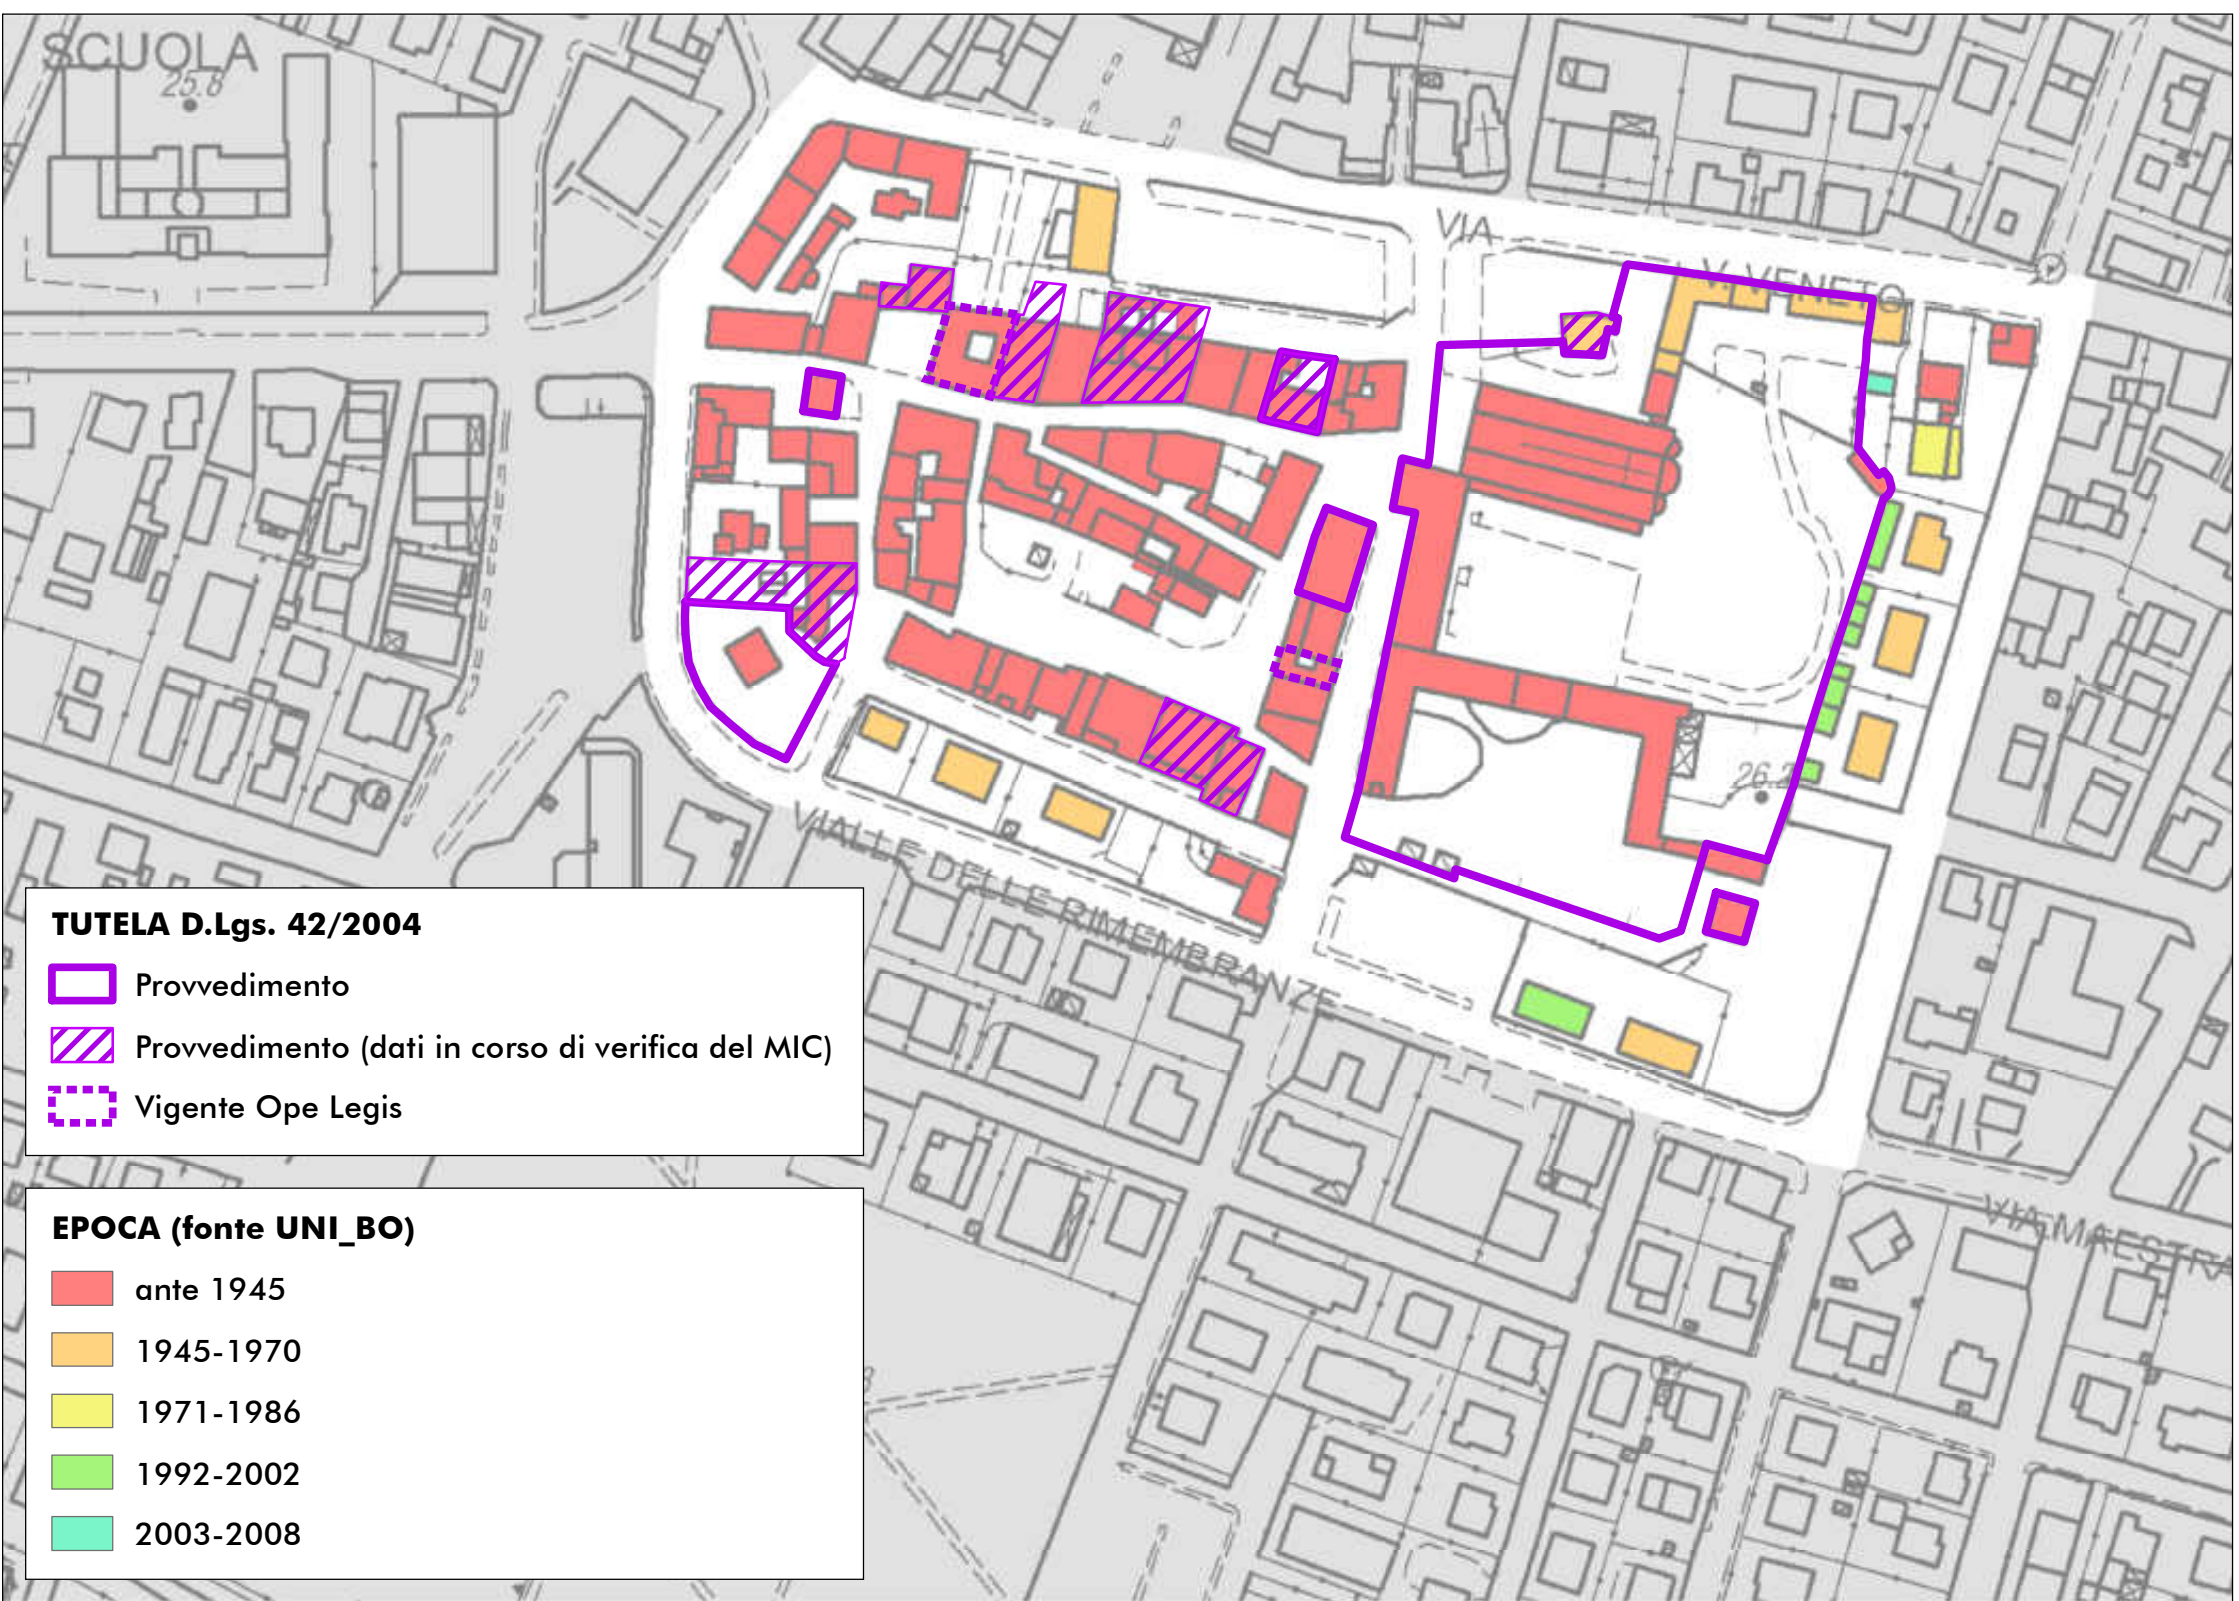 SCUOLA
25.8
VIA
V. VENETO
26.2
VIALE DELLE RIMEMBRANZE
VIA MAESTRA
TUTELA D.Lgs. 42/2004
Provvedimento
Provvedimento (dati in corso di verifica del MIC)
Vigente Ope Legis
EPOCA (fonte UNI_BO)
ante 1945
1945-1970
1971-1986
1992-2002
2003-2008